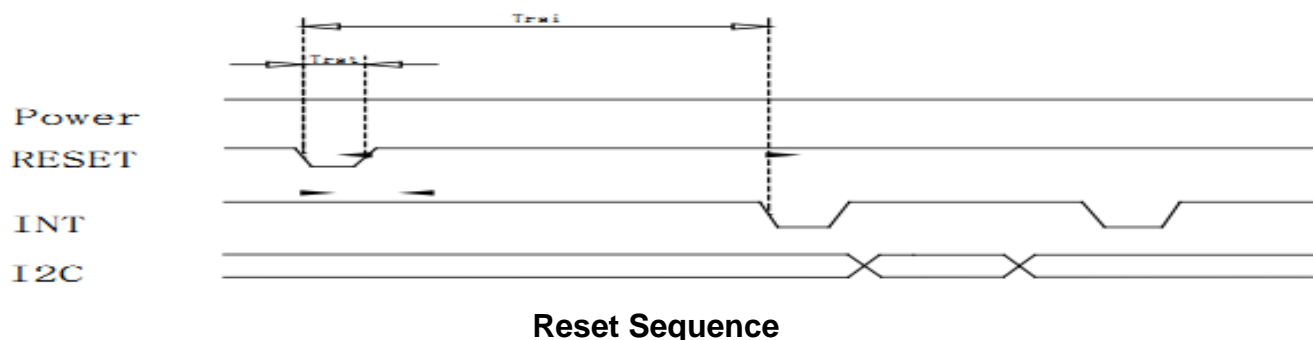 Trsi
Trst
Power
RESET
INT
I2C
Reset Sequence